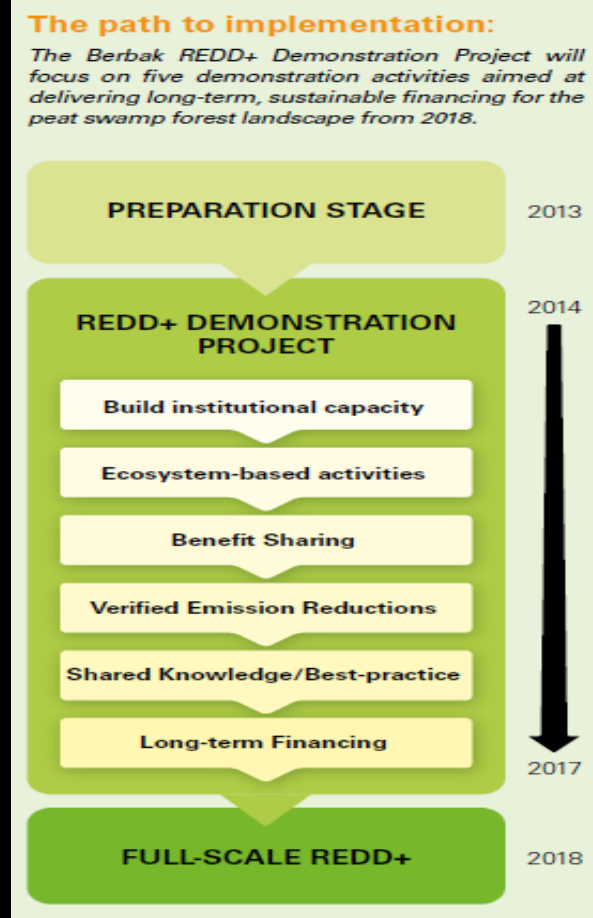 The path to implementation:
The Berbak REDD+ Demonstration Project will
focus on five demonstration activities aimed at
delivering long-term, sustainable financing for the
peat swamp forest landscape from 2018.
PREPARATION STAGE
2013
2014
REDD+ DEMONSTRATION
PROJECT
Build institutional capacity
Ecosystem-based activities
Benefit Sharing
Verified Emission Reductions
Shared Knowledge/Best-practice
Long-term Financing
2017
FULL-SCALE REDD+
2018